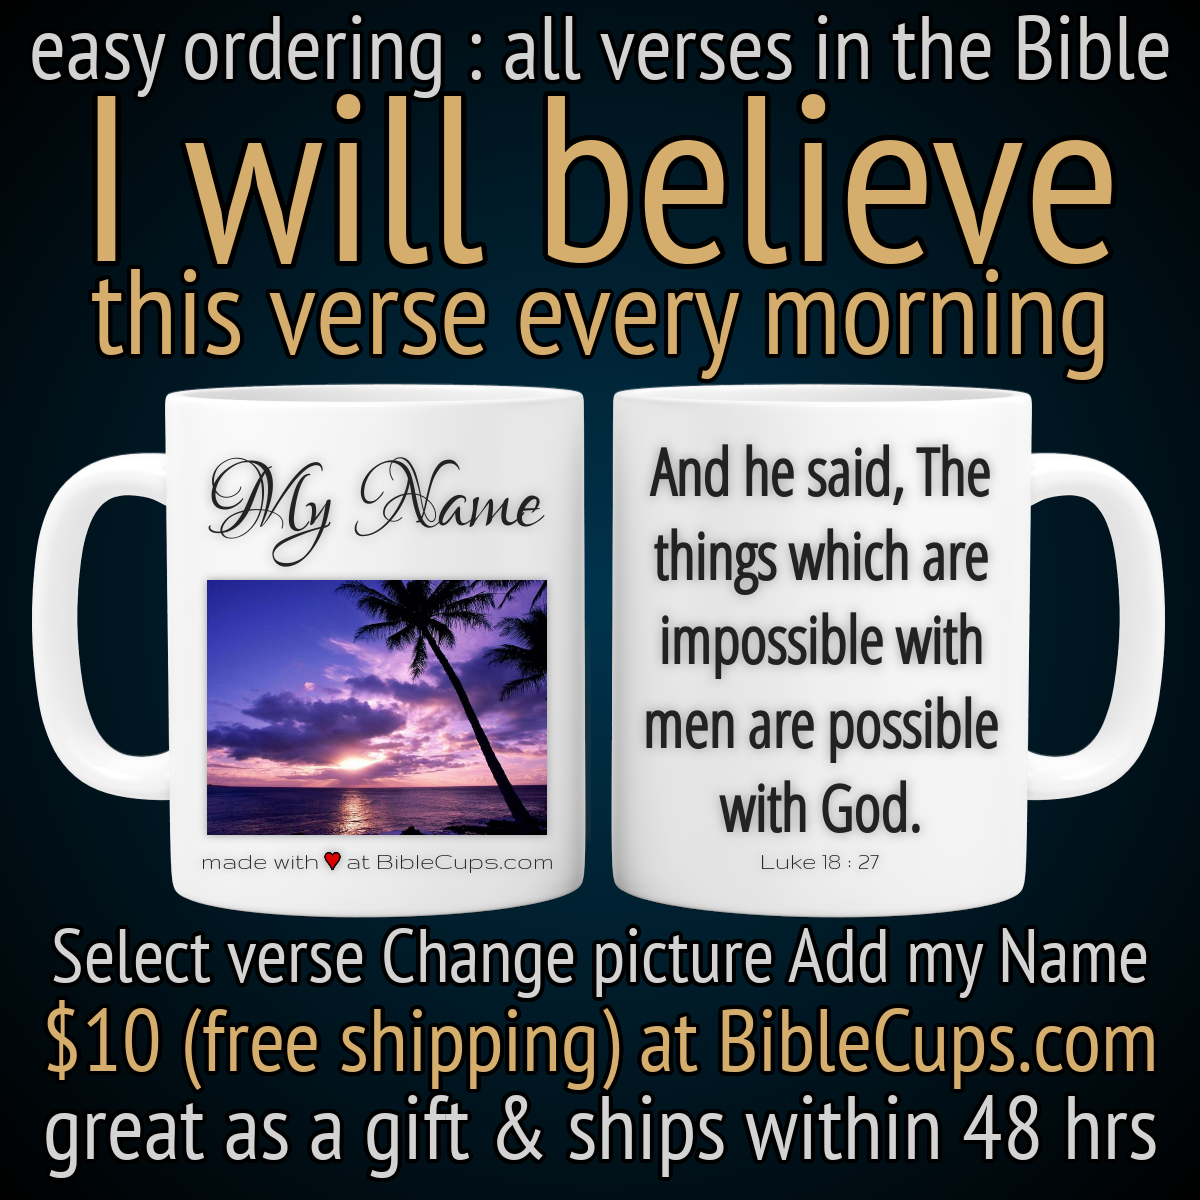 easy ordering : all verses in the Bible
I will believe
this verse every morning
My Name
made with ♥ at BibleCups.com
And he said, The
things which are
impossible with
men are possible
with God.
Luke 18 : 27
Select verse Change picture Add my Name
$10 (free shipping) at BibleCups.com
great as a gift & ships within 48 hrs